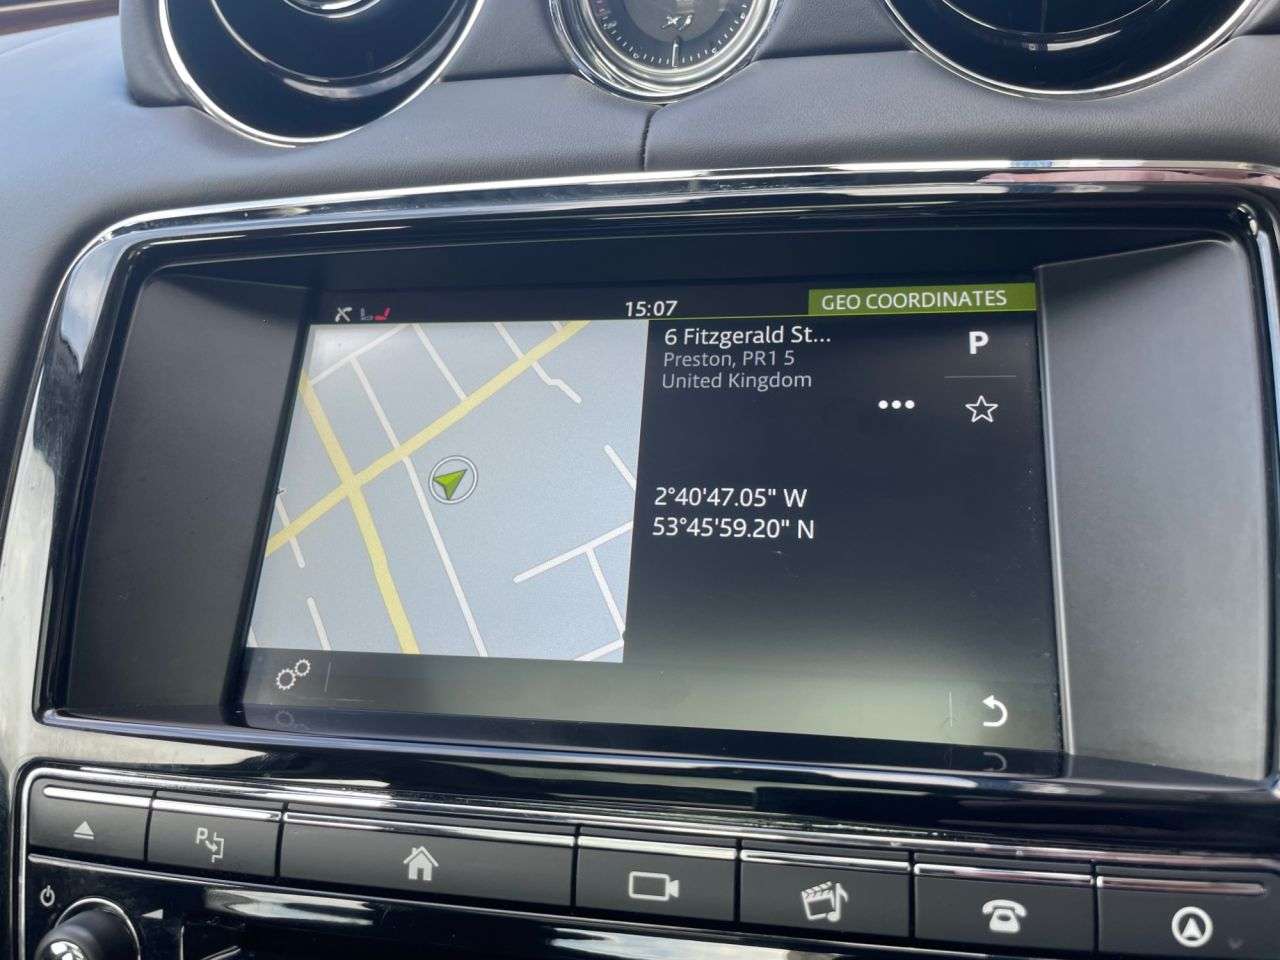 15:07
GEO COORDINATES
6 Fitzgerald St...
Preston, PR1 5
United Kingdom
P
2°40'47.05" W
53°45'59.20" N
P